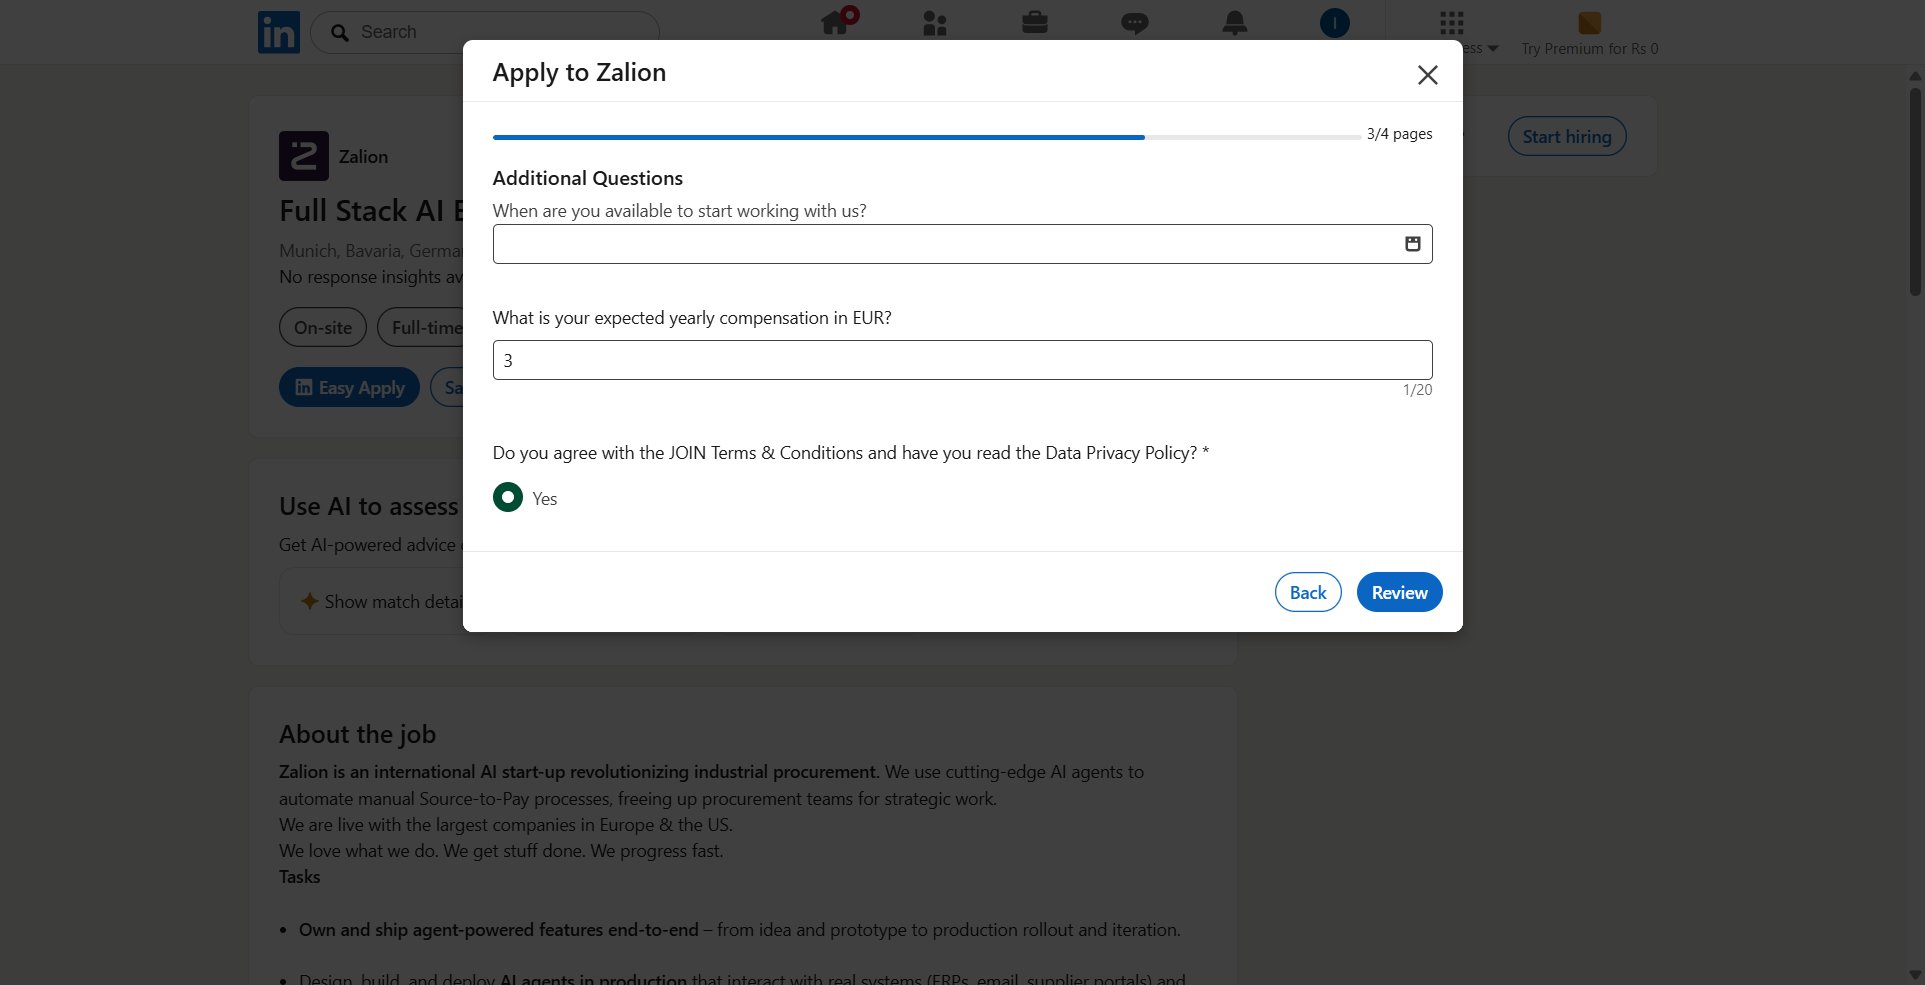 in
Search
I
ess
Try Premium for Rs 0
Apply to Zalion
3/4 pages
Additional Questions
When are you available to start working with us?
What is your expected yearly compensation in EUR?
3
1/20
Do you agree with the JOIN Terms & Conditions and have you read the Data Privacy Policy? *
Yes
Back
Review
Zalion
Start hiring
Full Stack AI
Munich, Bavaria, Germa
No response insights av
On-site
Full-time
in Easy Apply
Sa
Use AI to assess
Get AI-powered advice
Show match detai
About the job
Zalion is an international AI start-up revolutionizing industrial procurement. We use cutting-edge AI agents to
automate manual Source-to-Pay processes, freeing up procurement teams for strategic work.
We are live with the largest companies in Europe & the US.
We love what we do. We get stuff done. We progress fast.
Tasks
• Own and ship agent-powered features end-to-end – from idea and prototype to production rollout and iteration.
• Design, build, and deploy AI agents in production that interact with real systems (ERPs, email, supplier portals) and